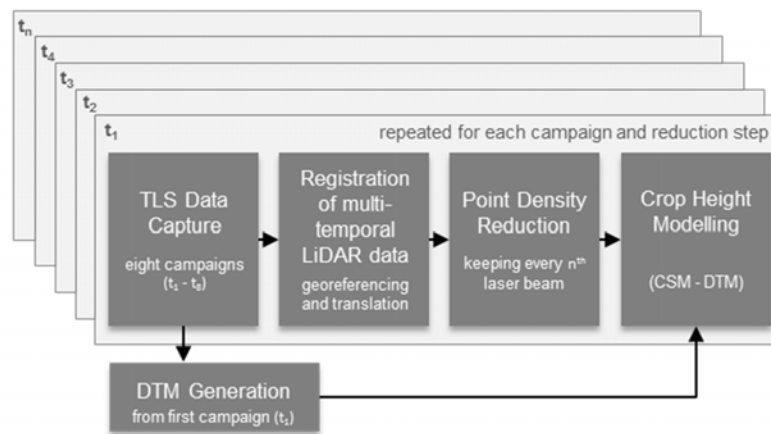 tn
t4
t3
t2
t1
repeated for each campaign and reduction step
TLS Data
Capture
eight campaigns
(t1 - t8)
Registration
of multi-
temporal
LiDAR data
georeferencing
and translation
Point Density
Reduction
keeping every nth
laser beam
Crop Height
Modelling
(CSM - DTM)
DTM Generation
from first campaign (t1)